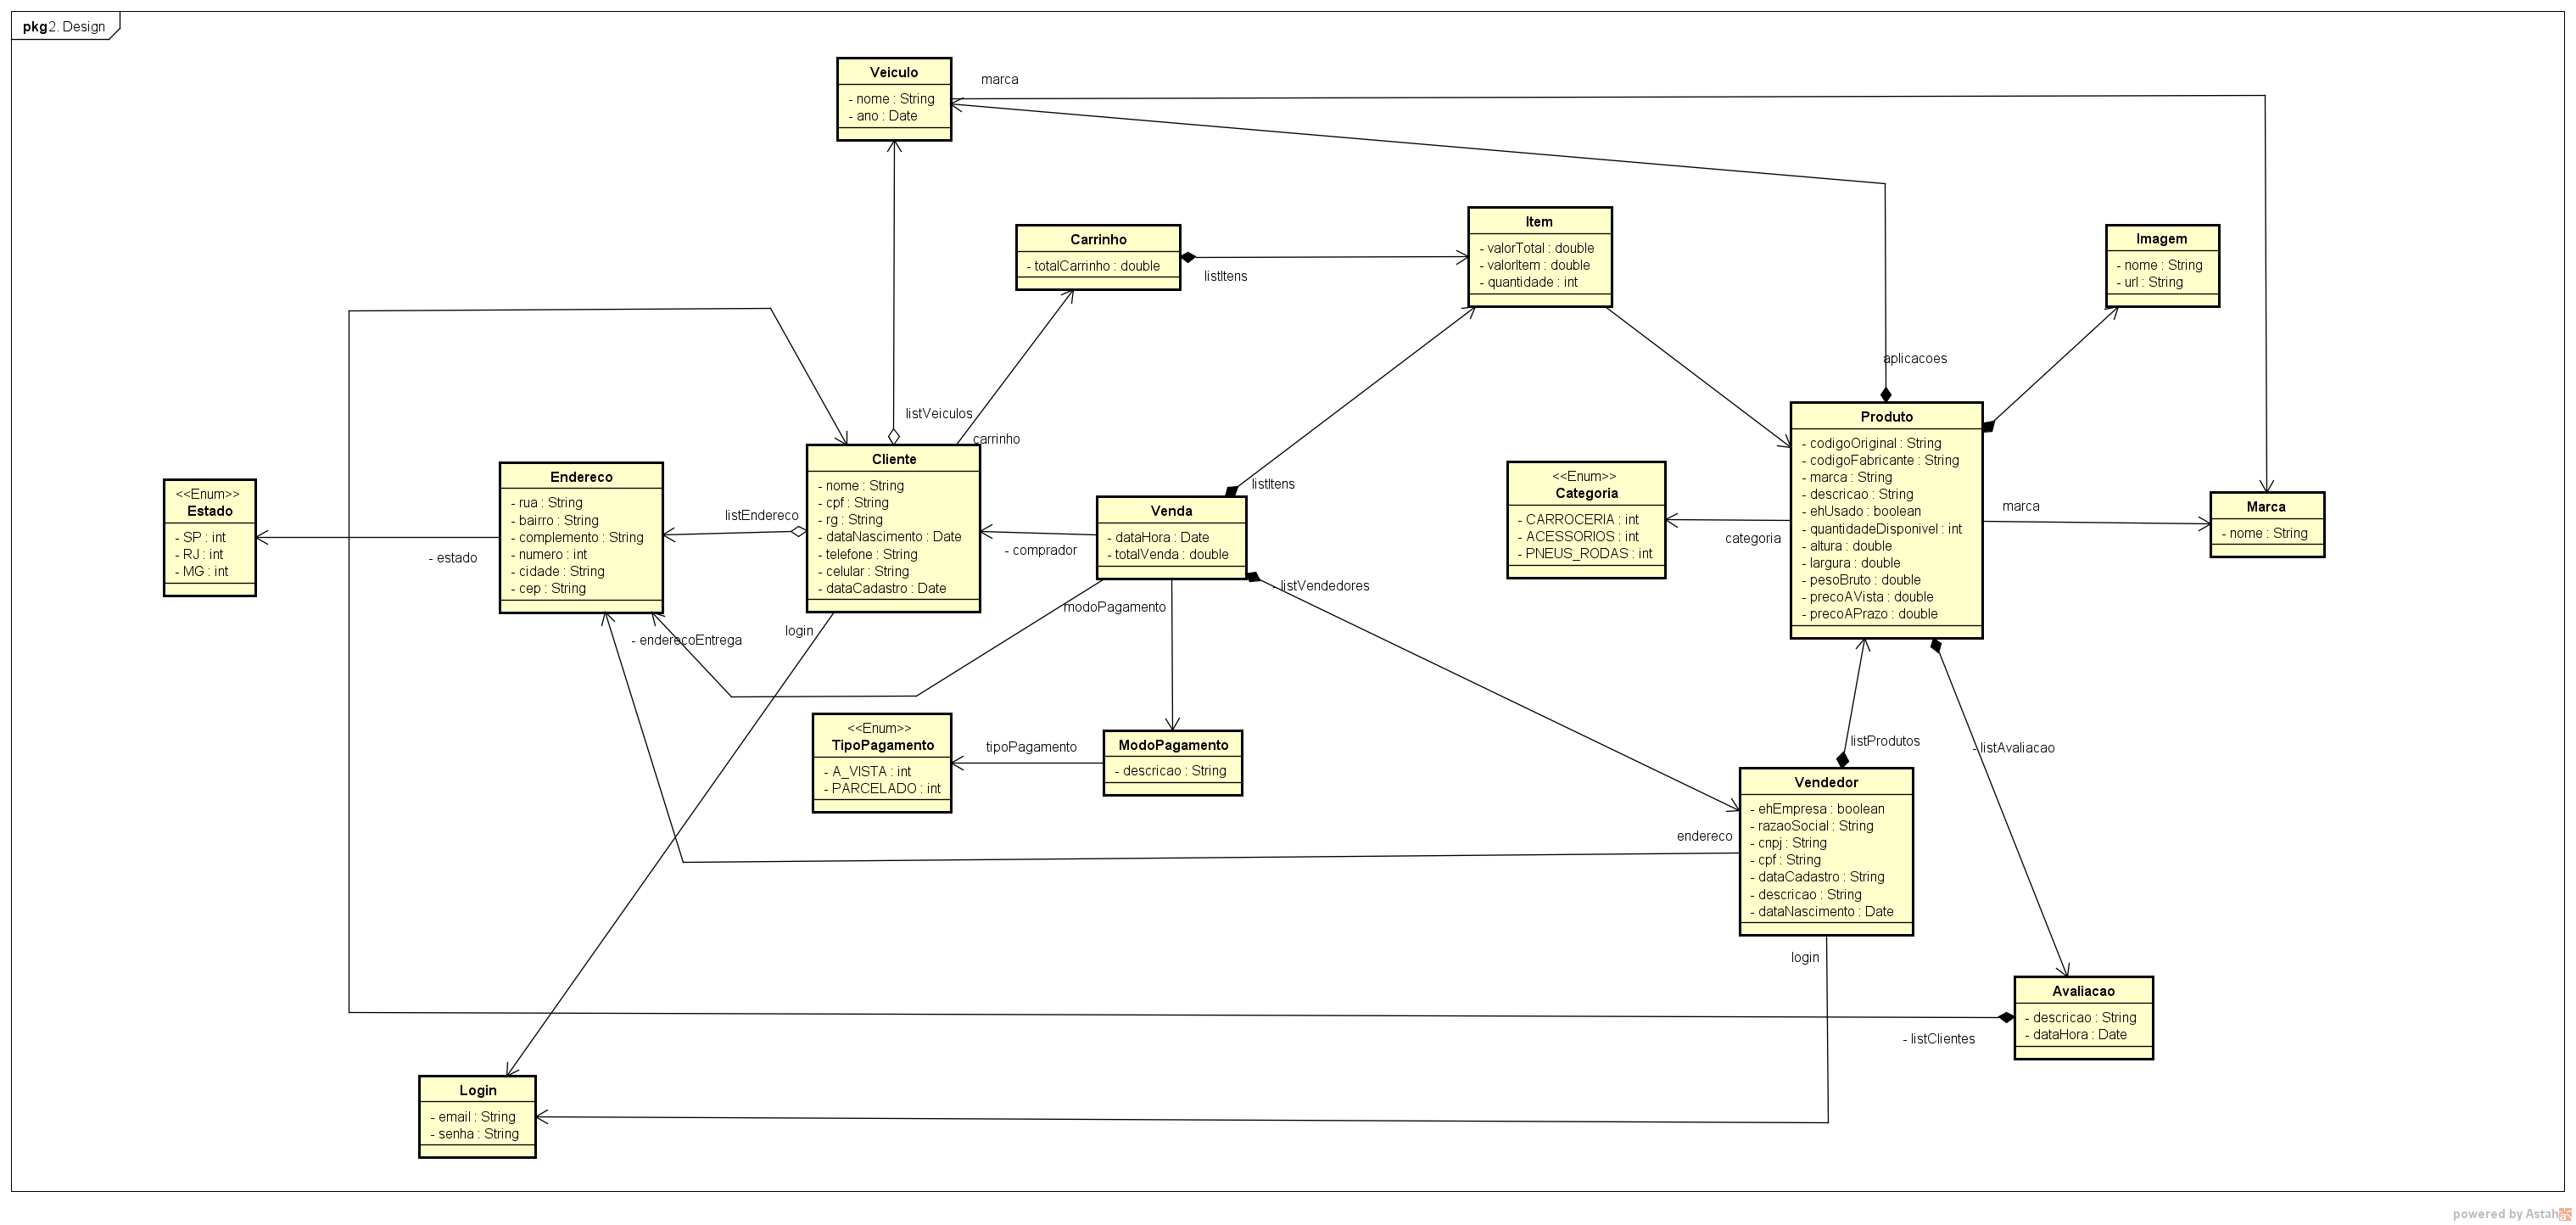 pkg 2. Design
Veiculo
- nome : String
- ano : Date
marca
Carrinho
- totalCarrinho : double
listItens
Item
- valorTotal : double
- valorItem : double
- quantidade : int
Imagem
- nome : String
- url : String
aplicacoes
listVeiculos
carrinho
<<Enum>>
Estado
- SP : int
- RJ : int
- MG : int
- estado
Endereco
- rua : String
- bairro : String
- complemento : String
- numero : int
- cidade : String
- cep : String
listEndereco
Cliente
- nome : String
- cpf : String
- rg : String
- dataNascimento : Date
- telefone : String
- celular : String
- dataCadastro : Date
- comprador
Venda
- dataHora : Date
- totalVenda : double
listItens
- listVendedores
<<Enum>>
Categoria
- CARROCERIA : int
- ACESSORIOS : int
- PNEUS_RODAS : int
categoria
Produto
- codigoOriginal : String
- codigoFabricante : String
- marca : String
- descricao : String
- ehUsado : boolean
- quantidadeDisponivel : int
- altura : double
- largura : double
- pesoBruto : double
- precoAVista : double
- precoAPrazo : double
marca
Marca
- nome : String
- enderecoEntrega
login
modoPagamento
<<Enum>>
TipoPagamento
- A_VISTA : int
- PARCELADO : int
tipoPagamento
ModoPagamento
- descricao : String
listProdutos
- listAvaliacao
endereco
Vendedor
- ehEmpresa : boolean
- razaoSocial : String
- cnpj : String
- cpf : String
- dataCadastro : String
- descricao : String
- dataNascimento : Date
login
Avaliacao
- descricao : String
- dataHora : Date
- listClientes
Login
- email : String
- senha : String
powered by Astah